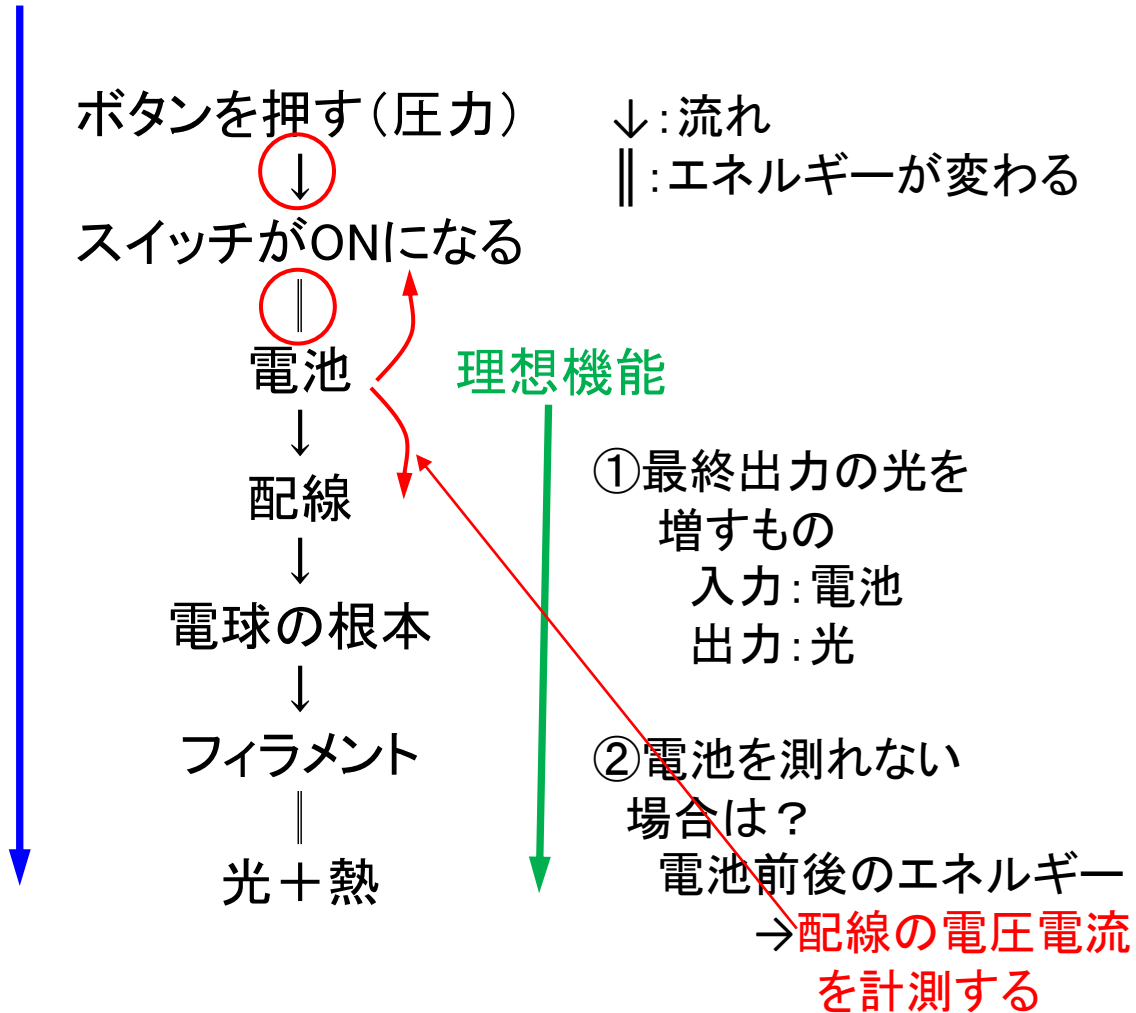 ボタンを押す（圧力）
↓
スイッチがONになる
‖
電池
↓
配線
↓
電球の根本
↓
フィラメント
‖
光＋熱
↓：流れ
‖：エネルギーが変わる
理想機能
①最終出力の光を
増すもの
入力：電池
出力：光
②電池を測れない
場合は？
電池前後のエネルギー
→配線の電圧電流
を計測する